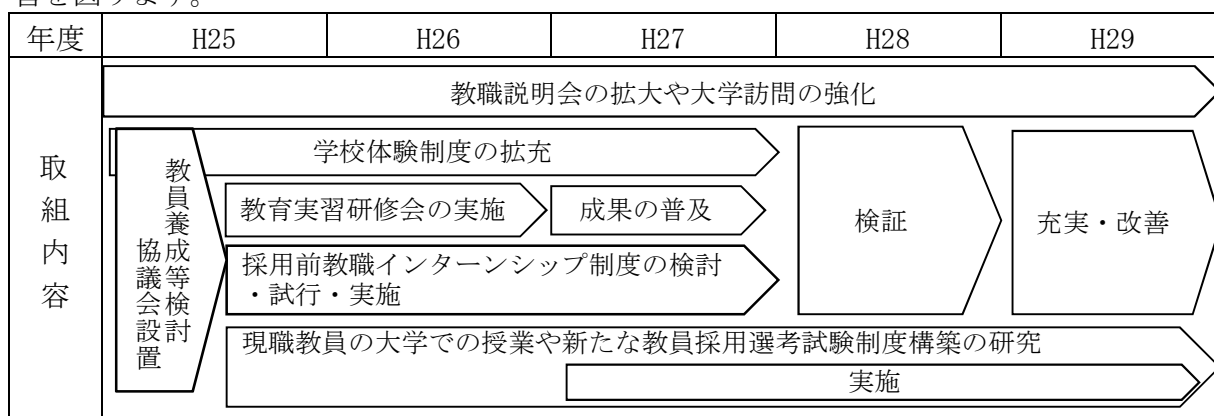 年度 H25 H26 H27 H28 H29
取組内容
教職説明会の拡大や大学訪問の強化
教員養成等検討
協議会設置
学校体験制度の拡充
教育実習研修会の実施
成果の普及
採用前教職インターンシップ制度の検討
・試行・実施
検証
充実・改善
現職教員の大学での授業や新たな教員採用選考試験制度構築の研究
実施